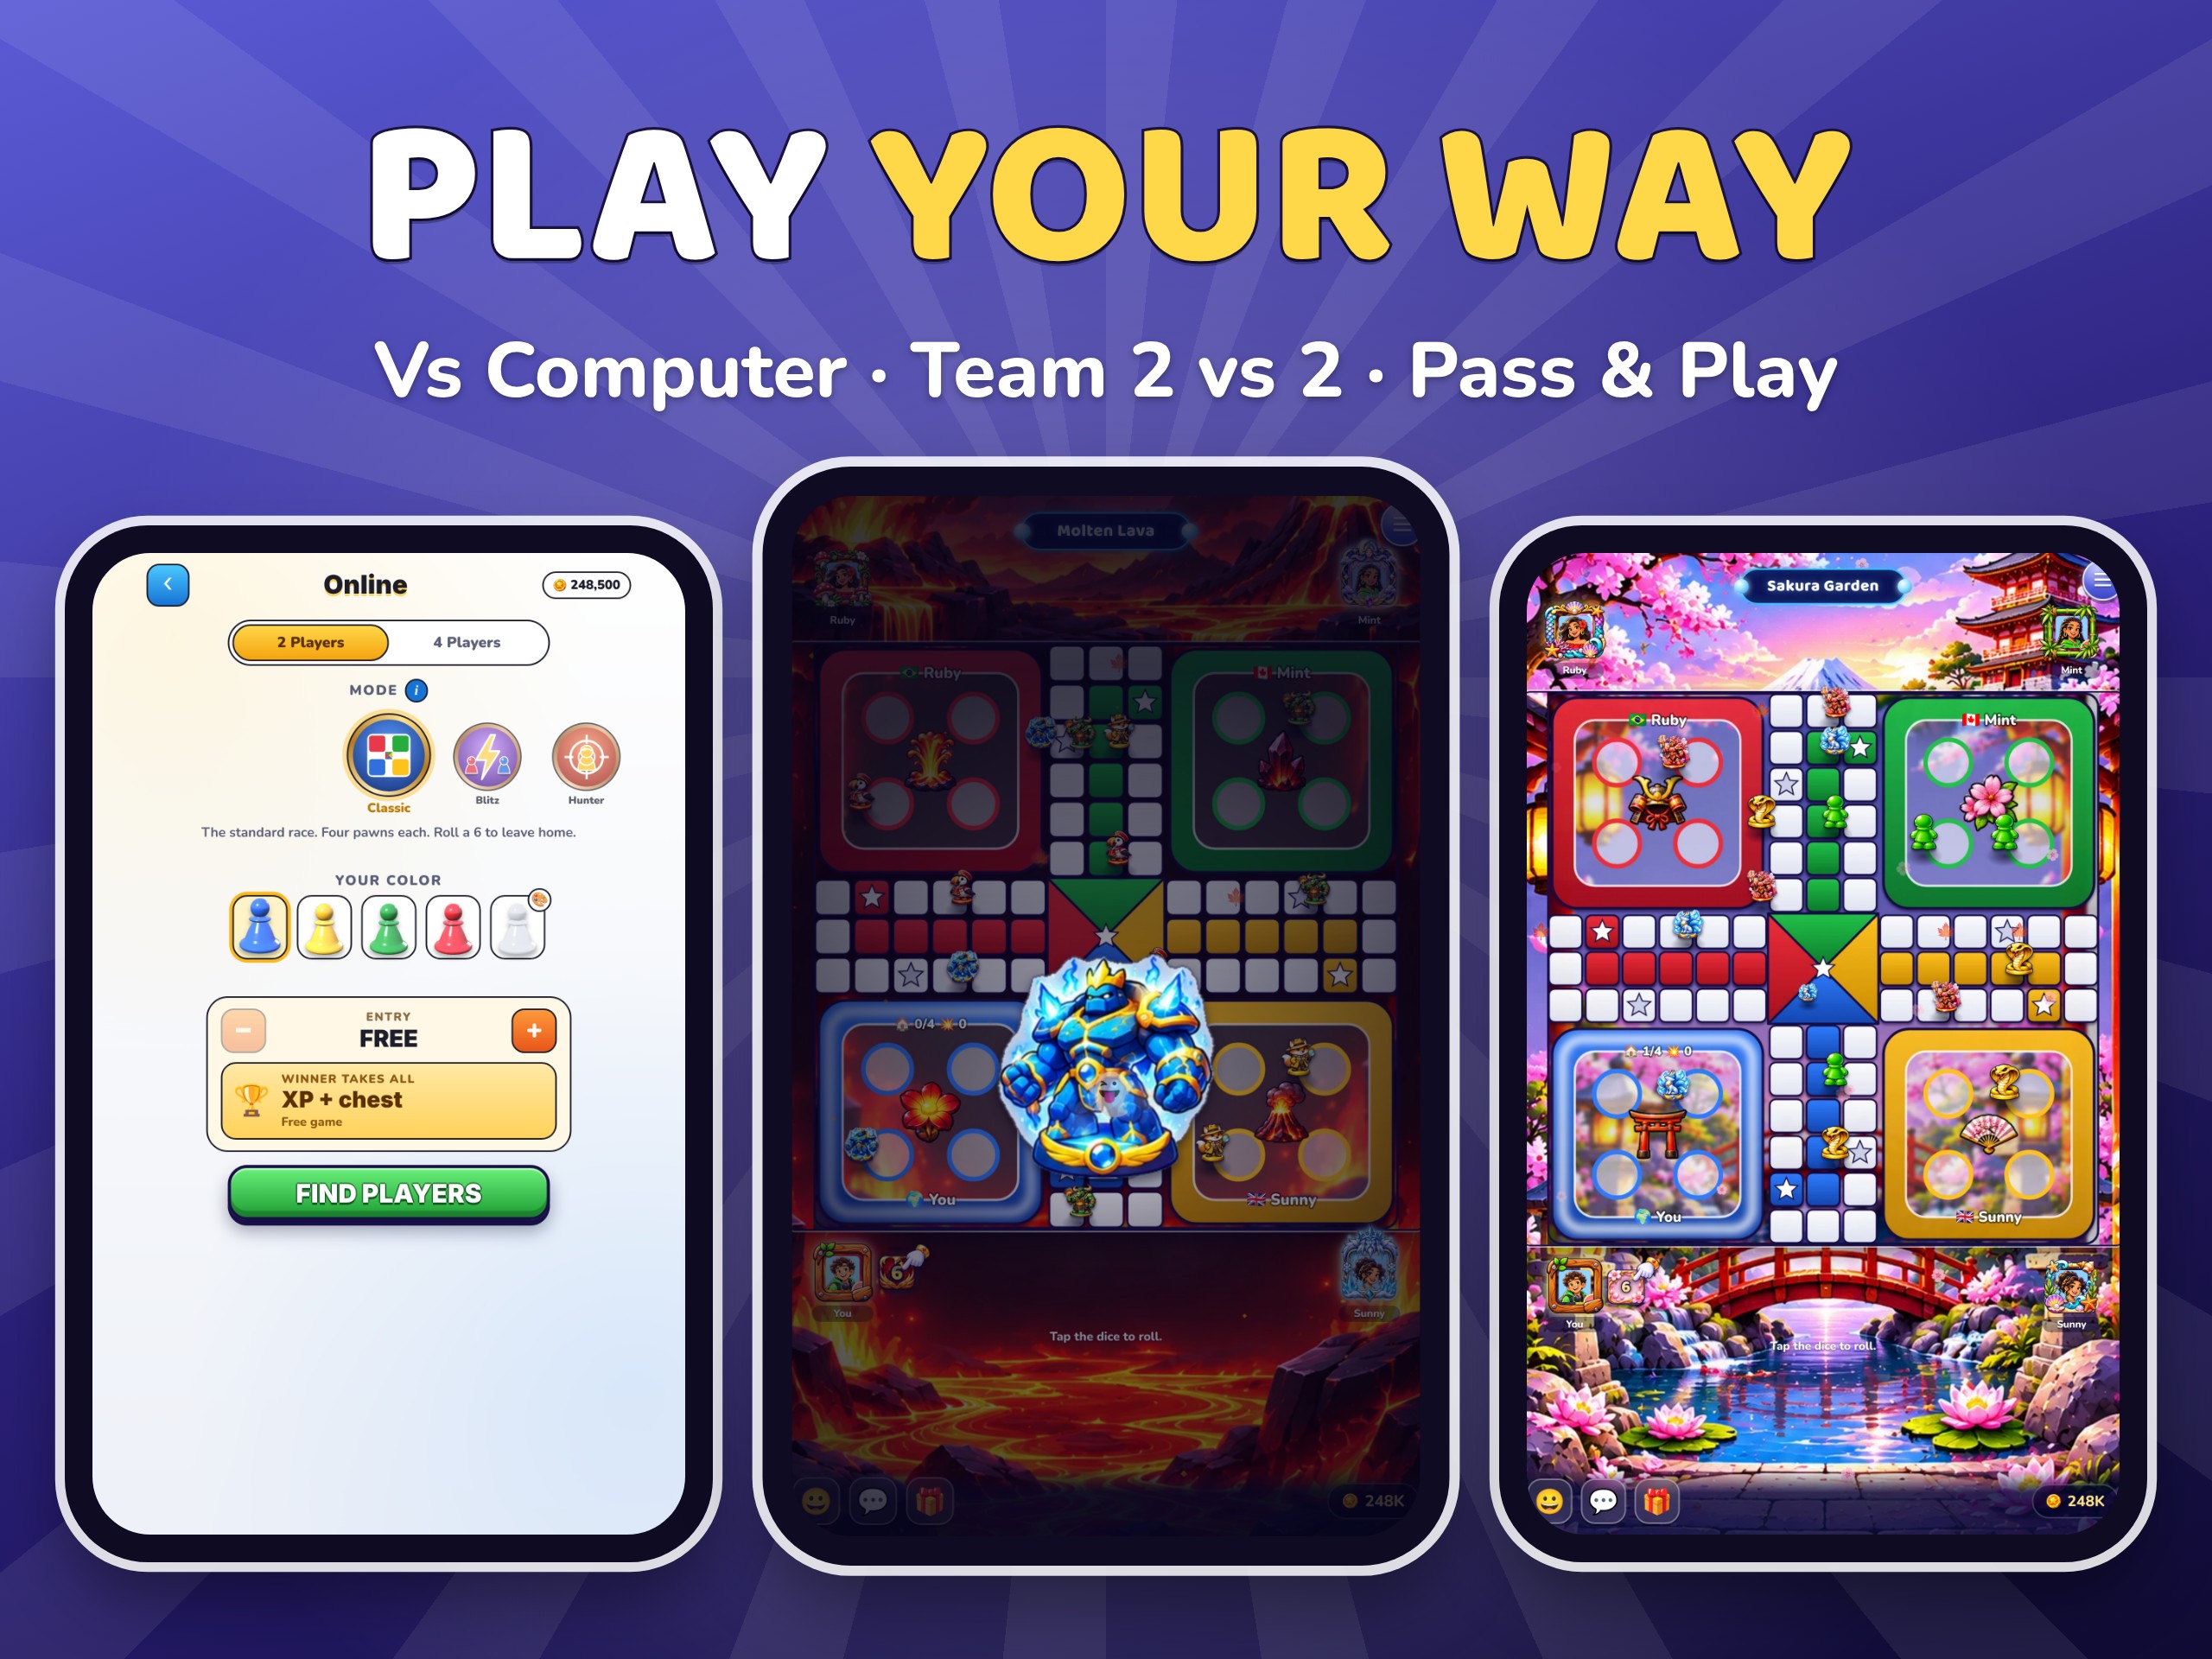 PLAY YOUR WAY
Vs Computer · Team 2 vs 2 · Pass & Play
Online
248,500
2 Players
4 Players
MODE i
Classic
Blitz
Hunter
The standard race. Four pawns each. Roll a 6 to leave home.
YOUR COLOR
ENTRY
FREE
WINNER TAKES ALL
XP + chest
Free game
FIND PLAYERS
Molten Lava
Ruby
Mint
Ruby
Mint
0/4 0
You
Sunny
6
You
Sunny
Tap the dice to roll.
248K
Sakura Garden
Ruby
Mint
Ruby
Mint
1/4 0
You
Sunny
6
You
Sunny
Tap the dice to roll.
248K